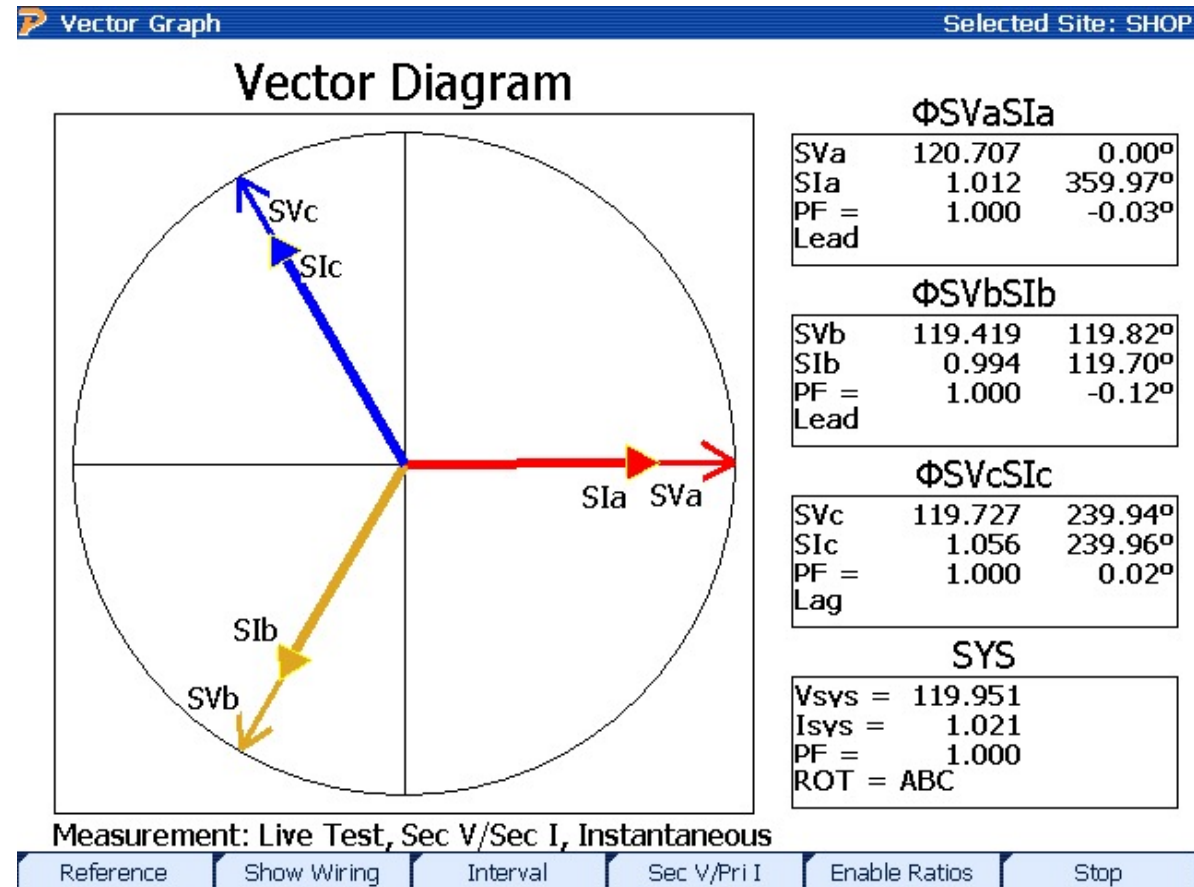 Vector Graph Selected Site: SHOP
Vector Diagram
SVc
SIc
SIa SVa
SIb
SVb
ΦSVaSIa
SVa 120.707 0.00º
SIa 1.012 359.97º
PF = 1.000 -0.03º
Lead
ΦSVbSIb
SVb 119.419 119.82º
SIb 0.994 119.70º
PF = 1.000 -0.12º
Lead
ΦSVcSIc
SVc 119.727 239.94º
SIc 1.056 239.96º
PF = 1.000 0.02º
Lag
SYS
Vsys = 119.951
Isys = 1.021
PF = 1.000
ROT = ABC
Measurement: Live Test, Sec V/Sec I, Instantaneous
Reference Show Wiring Interval Sec V/Pri I Enable Ratios Stop